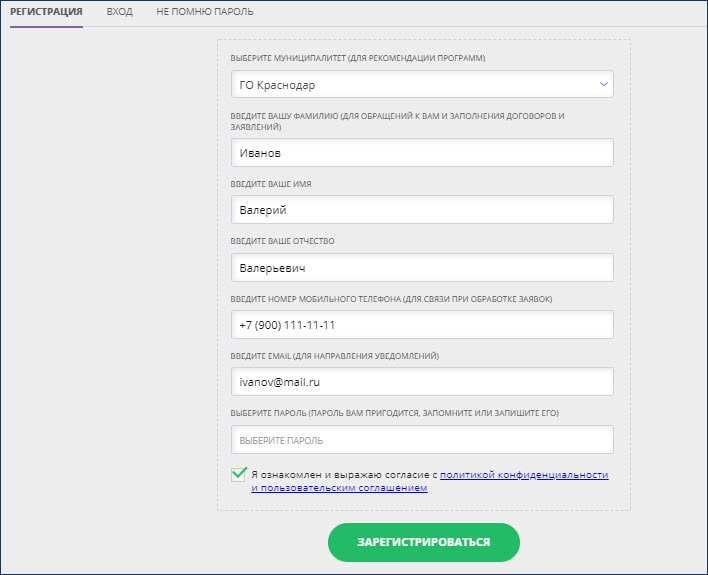 РЕГИСТРАЦИЯ ВХОД НЕ ПОМНЮ ПАРОЛЬ
ВЫБЕРИТЕ МУНИЦИПАЛИТЕТ (ДЛЯ РЕКОМЕНДАЦИИ ПРОГРАММ)
ГО Краснодар
ВВЕДИТЕ ВАШУ ФАМИЛИЮ (ДЛЯ ОБРАЩЕНИЙ К ВАМ И ЗАПОЛНЕНИЯ ДОГОВОРОВ И
ЗАЯВЛЕНИЙ)
Иванов
ВВЕДИТЕ ВАШЕ ИМЯ
Валерий
ВВЕДИТЕ ВАШЕ ОТЧЕСТВО
Валерьевич
ВВЕДИТЕ НОМЕР МОБИЛЬНОГО ТЕЛЕФОНА (ДЛЯ СВЯЗИ ПРИ ОБРАБОТКЕ ЗАЯВОК)
+7 (900) 111-11-11
ВВЕДИТЕ EMAIL (ДЛЯ НАПРАВЛЕНИЯ УВЕДОМЛЕНИЙ)
ivanov@mail.ru
ВЫБЕРИТЕ ПАРОЛЬ (ПАРОЛЬ ВАМ ПРИГОДИТСЯ, ЗАПОМНИТЕ ИЛИ ЗАПИШИТЕ ЕГО)
ВЫБЕРИТЕ ПАРОЛЬ
Я ознакомлен и выражаю согласие с политикой конфиденциальности
и пользовательским соглашением
ЗАРЕГИСТРИРОВАТЬСЯ